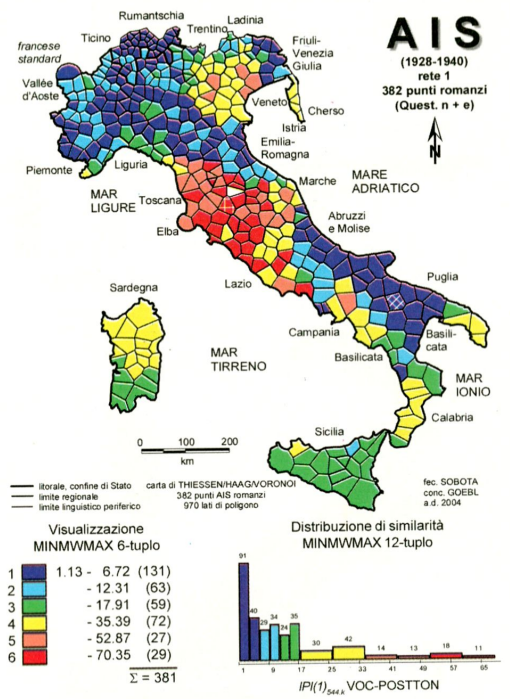 Rumantschia
Ladinia
Trentino
Ticino
francese
standard
Friuli-
Venezia
Giulia
Vallée
d'Aoste
Veneto
Cherso
Istria
Emilia-
Romagna
Piemonte
Liguria
Marche
MARE
ADRIATICO
MAR
LIGURE
Toscana
Elba
Abruzzi
e Molise
Lazio
Puglia
Sardegna
Campania
Basilicata
Basili-
cata
MAR
TIRRENO
MAR
IONIO
Calabria
Sicilia
A I S
(1928-1940)
rete 1
382 punti romanzi
(Quest. n + e)
N
0 100 200
km
litorale, confine di Stato
limite regionale
limite linguistico periferico
carta di THIESSEN/HAAG/VORONOI
382 punti AIS romanzi
970 lati di poligono
fec. SOBOTA
conc. GOEBL
a.d. 2004
Visualizzazione
MINMWMAX 6-tuplo
1 1.13 - 6.72 (131)
2 - 12.31 (63)
3 - 17.91 (59)
4 - 35.39 (72)
5 - 52.87 (27)
6 - 70.35 (29)
Σ = 381
Distribuzione di similarità
MINMWMAX 12-tuplo
91
40 29 34 24 35 30 42 14 13 18 11
1 9 17 25 33 41 49 57 65
IPI(1)544,k VOC-POSTTON